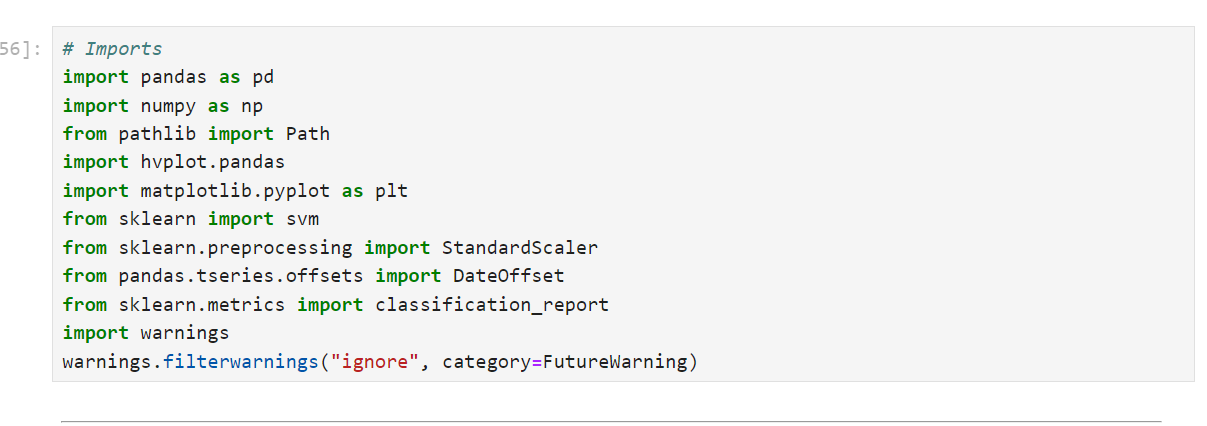 56]:
# Imports
import pandas as pd
import numpy as np
from pathlib import Path
import hvplot.pandas
import matplotlib.pyplot as plt
from sklearn import svm
from sklearn.preprocessing import StandardScaler
from pandas.tseries.offsets import DateOffset
from sklearn.metrics import classification_report
import warnings
warnings.filterwarnings("ignore", category=FutureWarning)